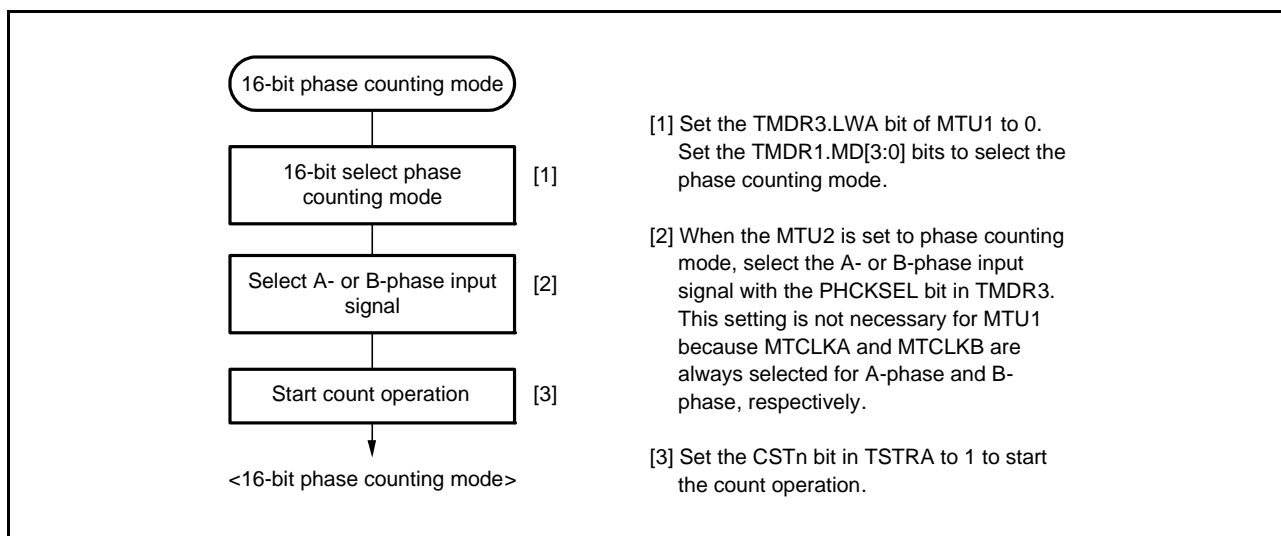 16-bit phase counting mode
16-bit select phase
counting mode
[1]
Select A- or B-phase input
signal
[2]
Start count operation
[3]
<16-bit phase counting mode>
[1] Set the TMDR3.LWA bit of MTU1 to 0.
Set the TMDR1.MD[3:0] bits to select the
phase counting mode.
[2] When the MTU2 is set to phase counting
mode, select the A- or B-phase input
signal with the PHCKSEL bit in TMDR3.
This setting is not necessary for MTU1
because MTCLKA and MTCLKB are
always selected for A-phase and B-
phase, respectively.
[3] Set the CSTn bit in TSTRA to 1 to start
the count operation.